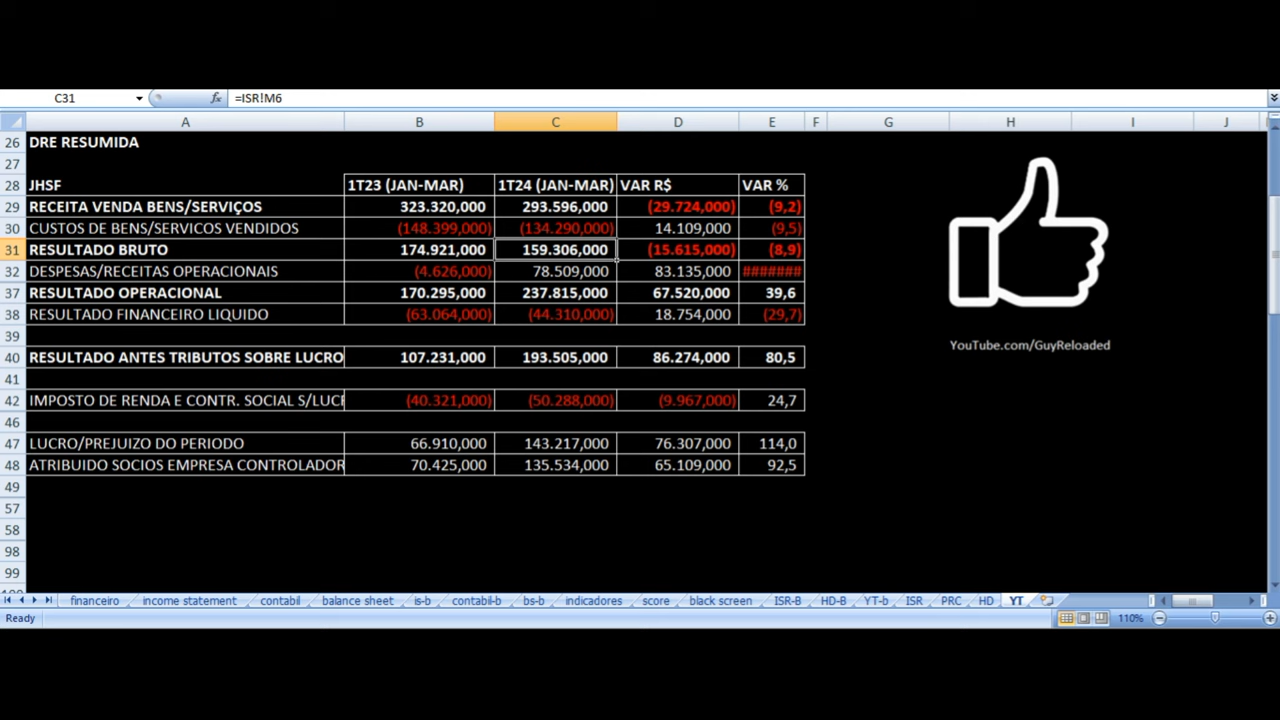 C31 fx =ISR!M6
A B C D E F G H I J
26 DRE RESUMIDA
27
28 JHSF 1T23 (JAN-MAR) 1T24 (JAN-MAR) VAR R$ VAR %
29 RECEITA VENDA BENS/SERVIÇOS 323.320,000 293.596,000 (29.724,000) (9,2)
30 CUSTOS DE BENS/SERVICOS VENDIDOS (148.399,000) (134.290,000) 14.109,000 (9,5)
31 RESULTADO BRUTO 174.921,000 159.306,000 (15.615,000) (8,9)
32 DESPESAS/RECEITAS OPERACIONAIS (4.626,000) 78.509,000 83.135,000 #######
37 RESULTADO OPERACIONAL 170.295,000 237.815,000 67.520,000 39,6
38 RESULTADO FINANCEIRO LIQUIDO (63.064,000) (44.310,000) 18.754,000 (29,7)
YouTube.com/GuyReloaded
39
40 RESULTADO ANTES TRIBUTOS SOBRE LUCRO 107.231,000 193.505,000 86.274,000 80,5
41
42 IMPOSTO DE RENDA E CONTR. SOCIAL S/LUCR (40.321,000) (50.288,000) (9.967,000) 24,7
46
47 LUCRO/PREJUIZO DO PERIODO 66.910,000 143.217,000 76.307,000 114,0
48 ATRIBUIDO SOCIOS EMPRESA CONTROLADOR 70.425,000 135.534,000 65.109,000 92,5
49
57
58
98
99
financeiro income statement contabil balance sheet is-b contabil-b bs-b indicadores score black screen ISR-B HD-B YT-b ISR PRC HD YT
Ready 110%